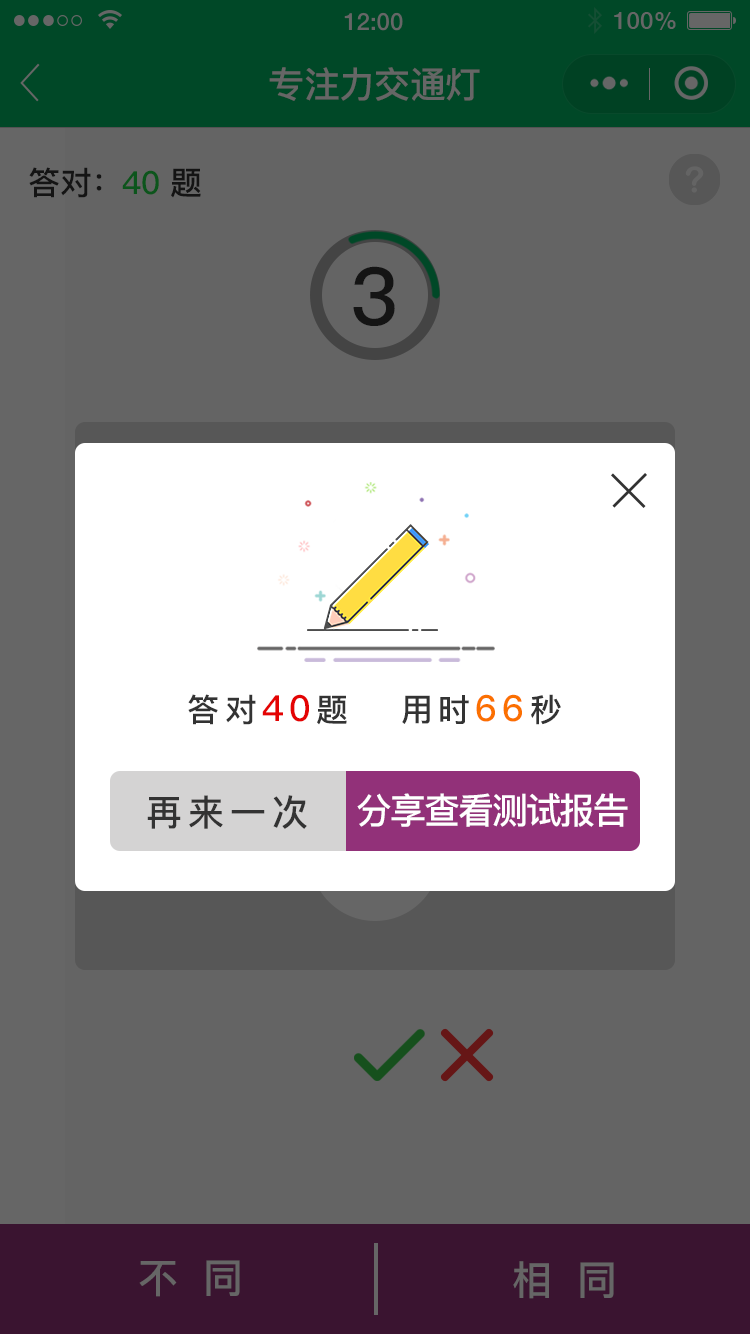 12:00 100%
专注力交通灯
答对：40 题
?
3
答对40题 用时66秒
再来一次 分享查看测试报告
不同 相同